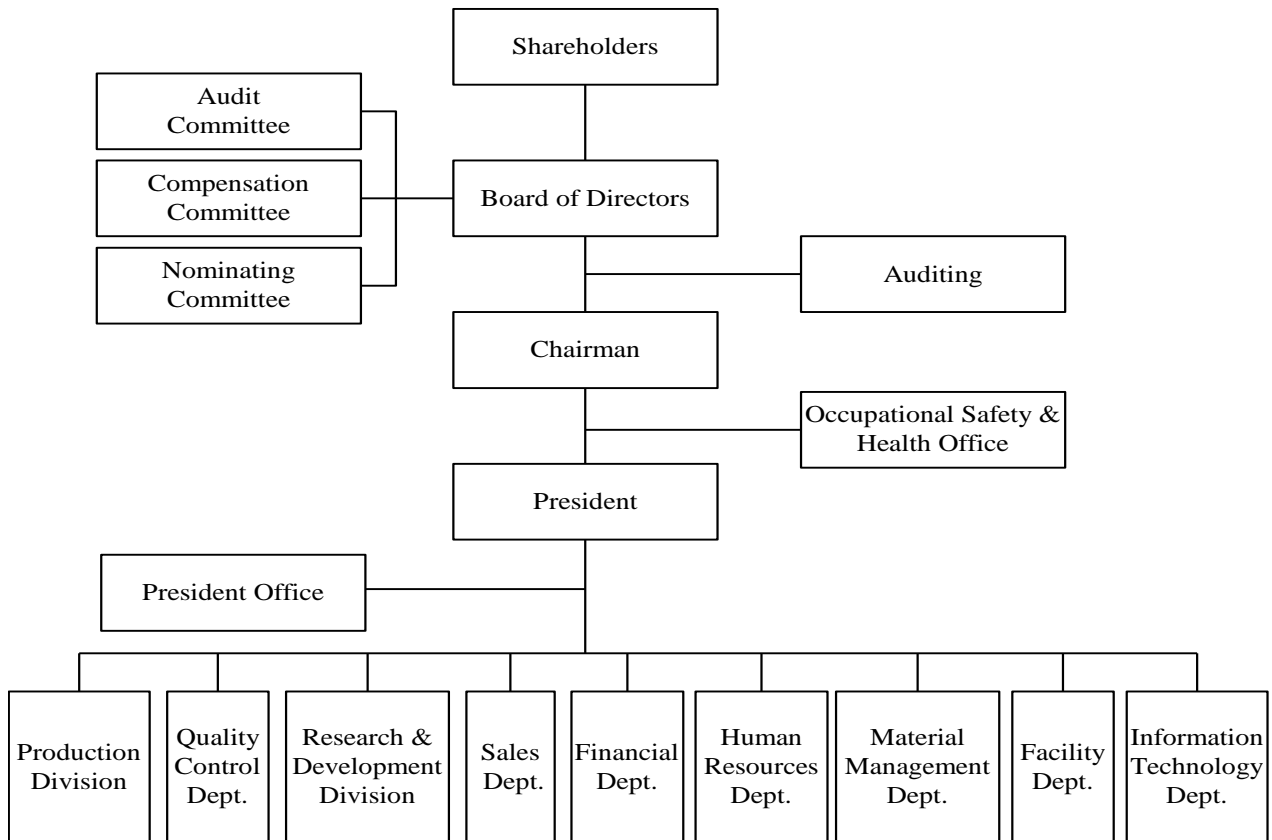 Shareholders
Audit
Committee
Compensation
Committee
Board of Directors
Nominating
Committee
Auditing
Chairman
Occupational Safety &
Health Office
President
President Office
Production
Division
Quality
Control
Dept.
Research &
Development
Division
Sales
Dept.
Financial
Dept.
Human
Resources
Dept.
Material
Management
Dept.
Facility
Dept.
Information
Technology
Dept.